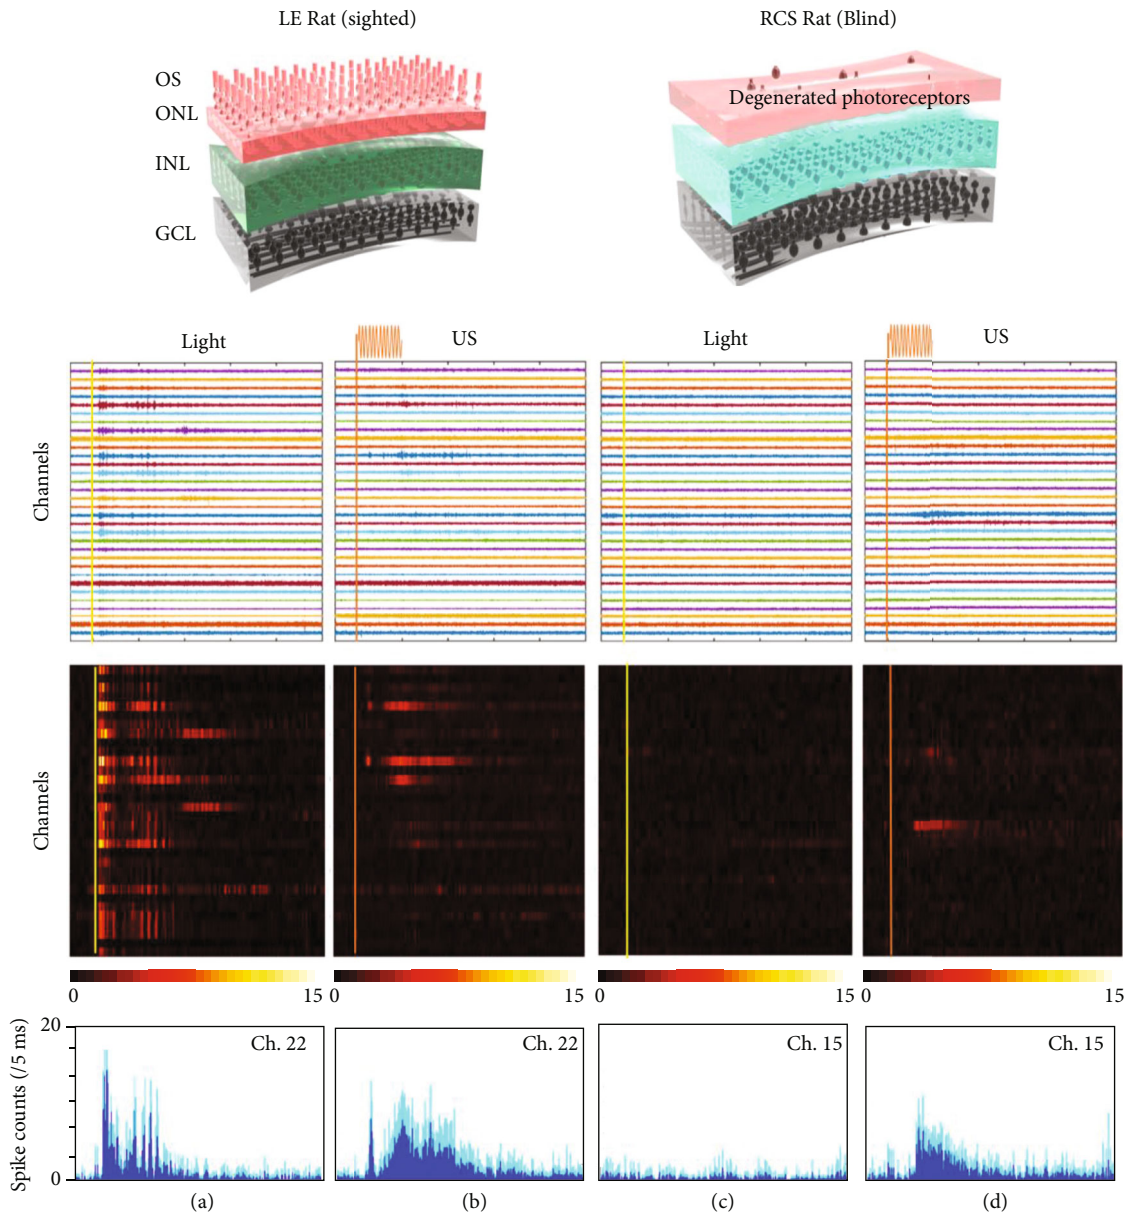 LE Rat (sighted)
RCS Rat (Blind)
OS
ONL
INL
GCL
Degenerated photoreceptors
Light
US
Light
US
Channels
Channels
0 15
0 15
0 15
0 15
Spike counts (/5 ms)
20
0
Ch. 22
Ch. 22
Ch. 15
Ch. 15
(a)
(b)
(c)
(d)